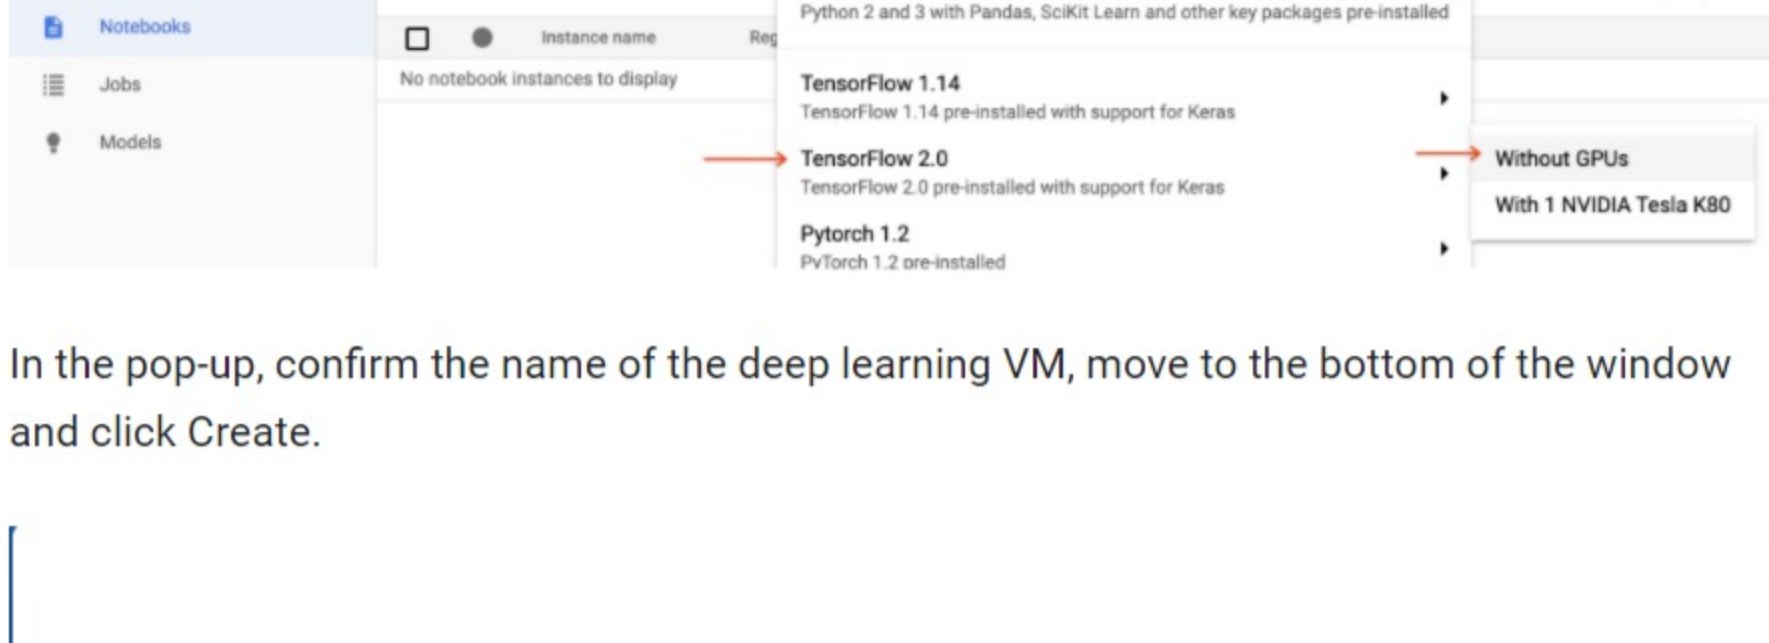 Python 2 and 3 with Pandas, SciKit Learn and other key packages pre-installed
Notebooks
Instance name
Reg
Jobs
No notebook instances to display
TensorFlow 1.14
TensorFlow 1.14 pre-installed with support for Keras
Models
TensorFlow 2.0
TensorFlow 2.0 pre-installed with support for Keras
Without GPUs
With 1 NVIDIA Tesla K80
Pytorch 1.2
PyTorch 1.2 pre-installed
In the pop-up, confirm the name of the deep learning VM, move to the bottom of the window
and click Create.